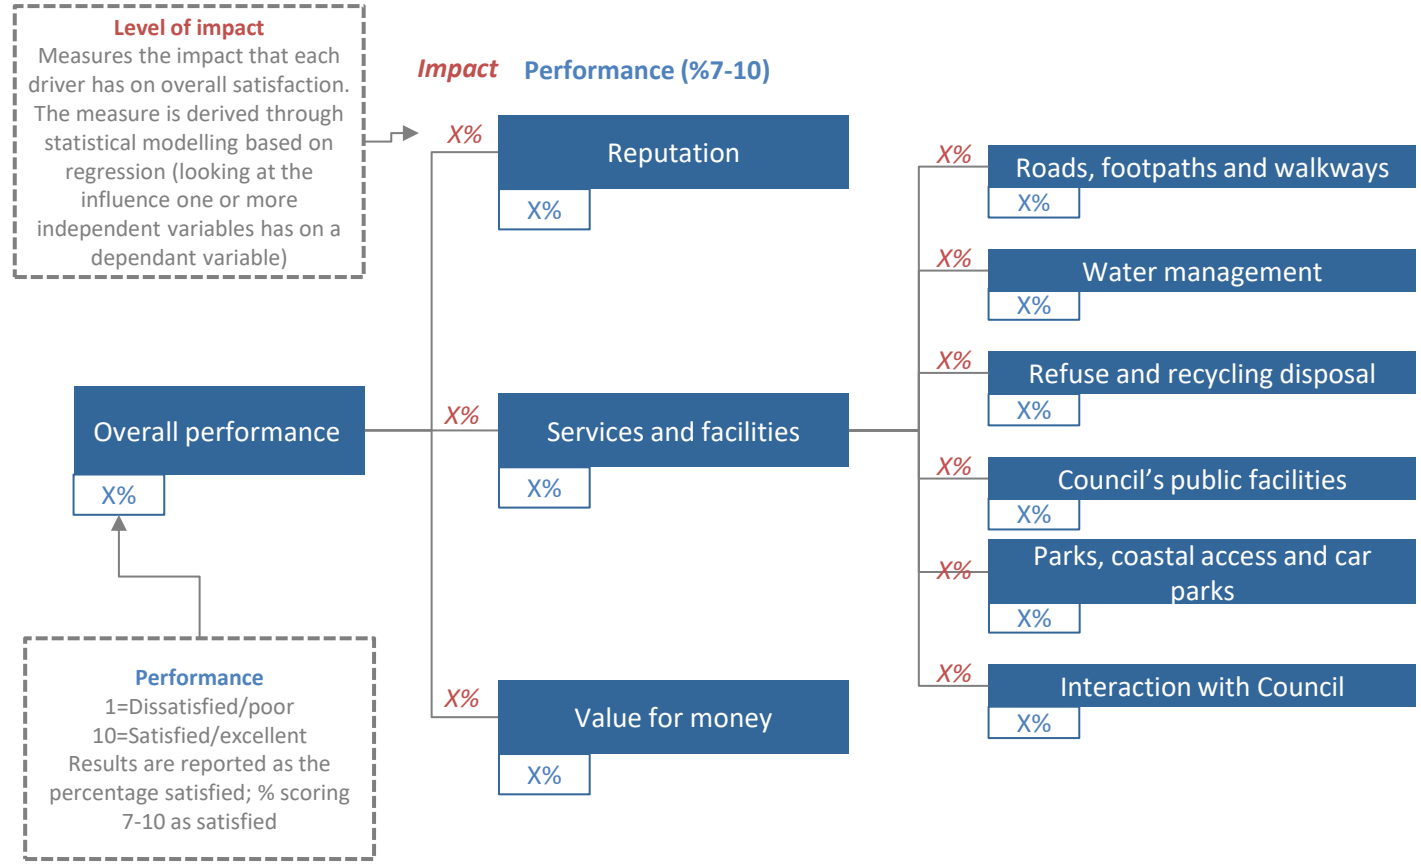 Level of impact
Measures the impact that each
driver has on overall satisfaction.
The measure is derived through
statistical modelling based on
regression (looking at the
influence one or more
independent variables has on a
dependant variable)
Impact Performance (%7-10)
X%
Reputation
X%
X%
Roads, footpaths and walkways
X%
X%
Water management
X%
X%
Refuse and recycling disposal
X%
Overall performance
X%
X%
Services and facilities
X%
X%
Council’s public facilities
X%
X%
Parks, coastal access and car
parks
X%
X%
Interaction with Council
X%
X%
Value for money
X%
Performance
1=Dissatisfied/poor
10=Satisfied/excellent
Results are reported as the
percentage satisfied; % scoring
7-10 as satisfied